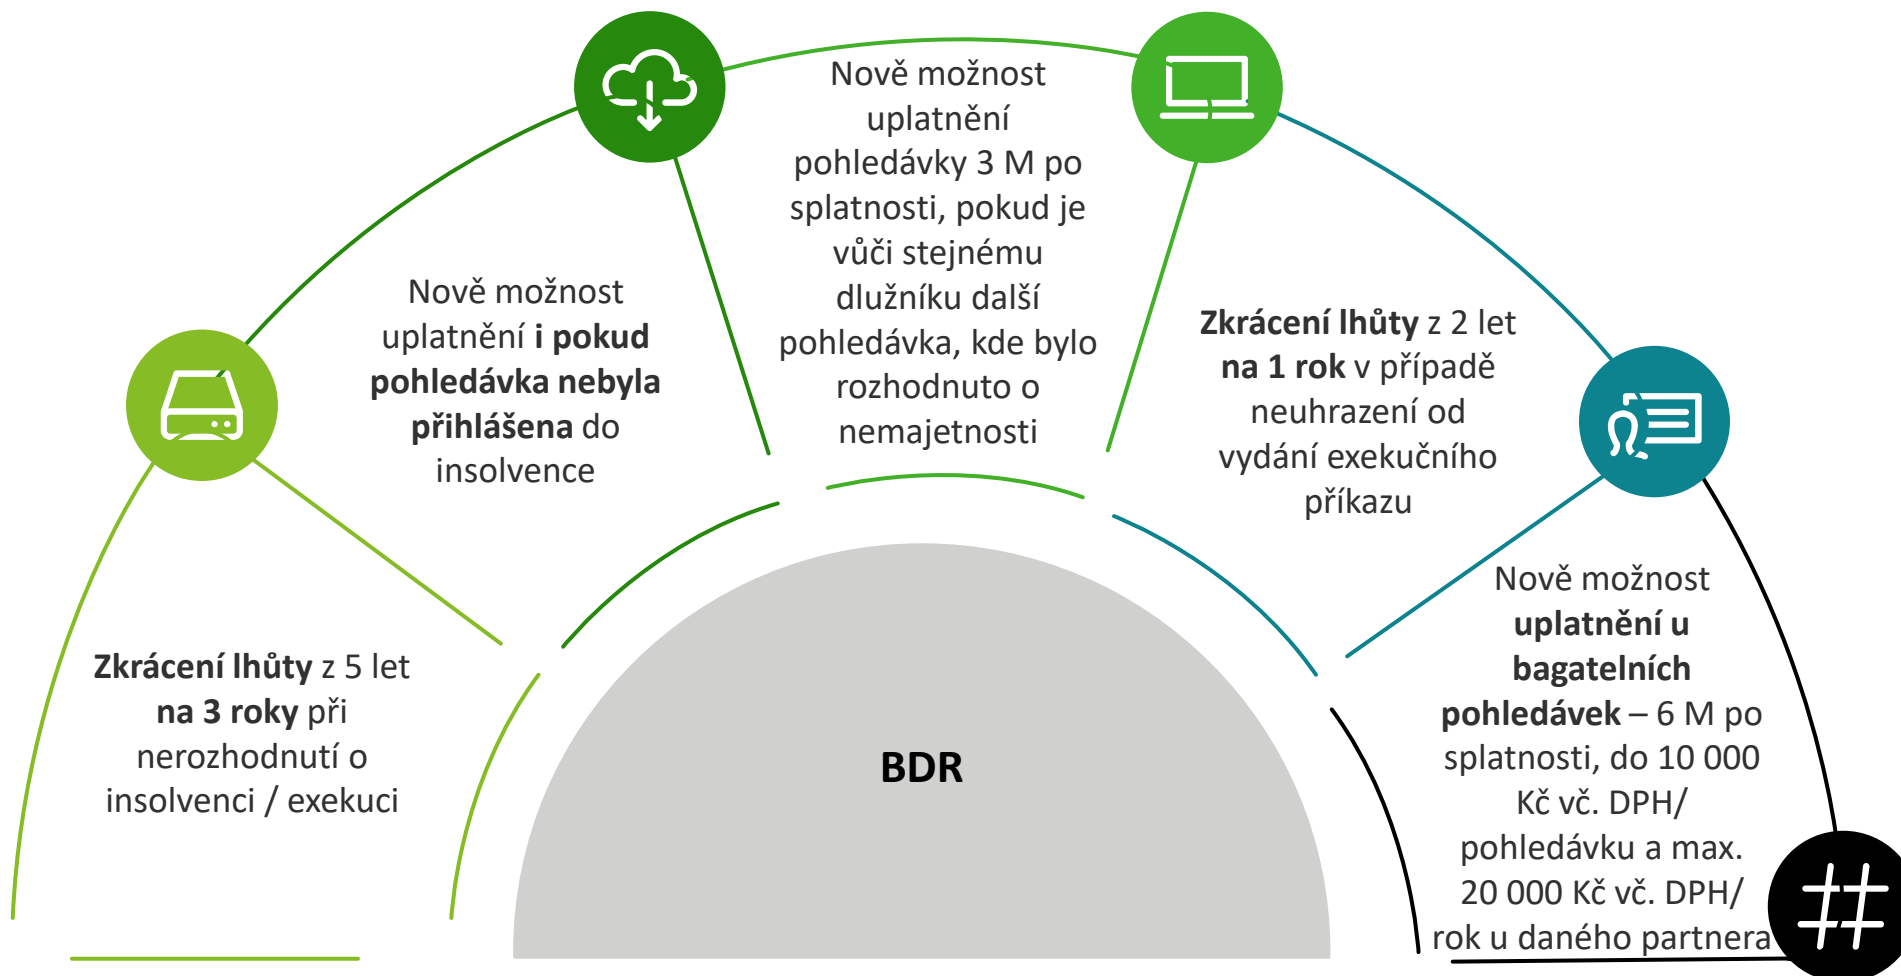 Zkrácení lhůty z 5 let
na 3 roky při
nerozhodnutí o
insolvenci / exekuci
Nově možnost
uplatnění i pokud
pohledávka nebyla
přihlášena do
insolvence
Nově možnost
uplatnění
pohledávky 3 M po
splatnosti, pokud je
vůči stejnému
dlužníku další
pohledávka, kde bylo
rozhodnuto o
nemajetnosti
Zkrácení lhůty z 2 let
na 1 rok v případě
neuhrazení od
vydání exekučního
příkazu
Nově možnost
uplatnění u
bagatelních
pohledávek – 6 M po
splatnosti, do 10 000
Kč vč. DPH/
pohledávku a max.
20 000 Kč vč. DPH/
rok u daného partnera
BDR